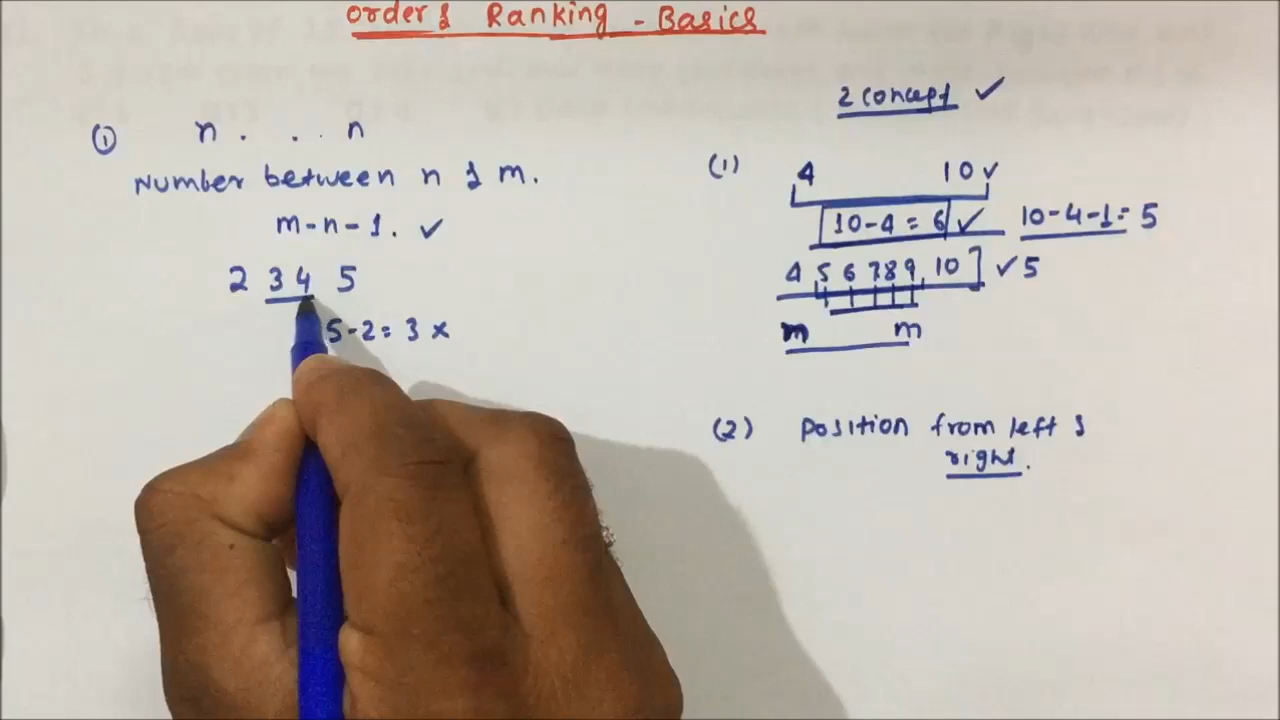 Order & Ranking - Basics
2 concept ✓
① n . . . n
Number between n & m.
m-n-1. ✓
2 3 4 5
5-2= 3 ×
(1) 4 10 ✓
10-4 = 6 ✓ 10-4-1= 5
4 5 6 7 8 9 10 ] ✓ 5
m m
(2) Position from left &
right.